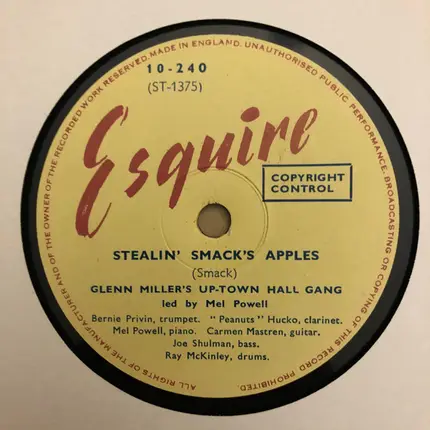 ALL RIGHTS OF THE MANUFACTURER AND OF THE OWNER OF THE RECORDED WORK RESERVED. MADE IN ENGLAND. UNAUTHORISED PUBLIC PERFORMANCE, BROADCASTING OR COPYING OF THIS RECORD PROHIBITED.
10-240
(ST-1375)
Esquire
COPYRIGHT
CONTROL
STEALIN' SMACK'S APPLES
(Smack)
GLENN MILLER'S UP-TOWN HALL GANG
led by Mel Powell
Bernie Privin, trumpet. "Peanuts" Hucko, clarinet.
Mel Powell, piano. Carmen Mastren, guitar.
Joe Shulman, bass.
Ray McKinley, drums.